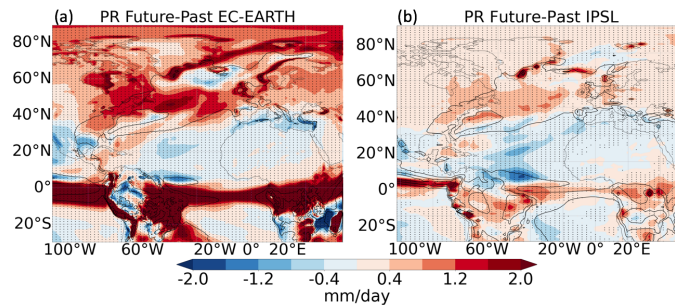 (a) PR Future-Past EC-EARTH
80°N
60°N
40°N
20°N
0°
20°S
100°W 60°W 20°W 0° 20°E
(b) PR Future-Past IPSL
80°N
60°N
40°N
20°N
0°
20°S
100°W 60°W 20°W 0° 20°E
-2.0 -1.2 -0.4 0.4 1.2 2.0
mm/day